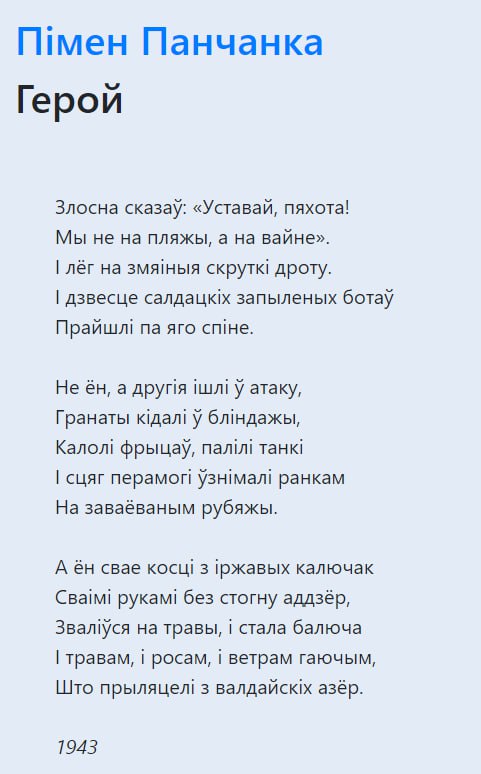 Пімен Панчанка
Герой
Злосна сказаў: «Уставай, пяхота!
Мы не на пляжы, а на вайне».
І лёг на змяіныя скруткі дроту.
І дзвесце салдацкіх запыленых ботаў
Прайшлі па яго спіне.
Не ён, а другія ішлі ў атаку,
Гранаты кідалі ў бліндажы,
Калолі фрыцаў, палілі танкі
І сцяг перамогі ўзнімалі ранкам
На заваёваным рубяжы.
А ён свае косці з іржавых калючак
Сваімі рукамі без стогну аддзёр,
Зваліўся на травы, і стала балюча
І травам, і росам, і ветрам гаючым,
Што прыляцелі з валдайскіх азёр.
1943